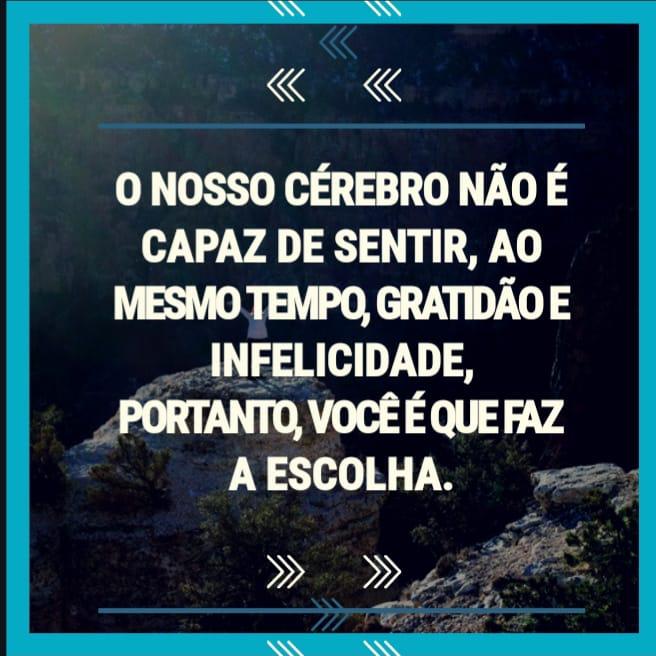 O NOSSO CÉREBRO NÃO É
CAPAZ DE SENTIR, AO
MESMO TEMPO, GRATIDÃO E
INFELICIDADE,
PORTANTO, VOCÊ É QUE FAZ
A ESCOLHA.